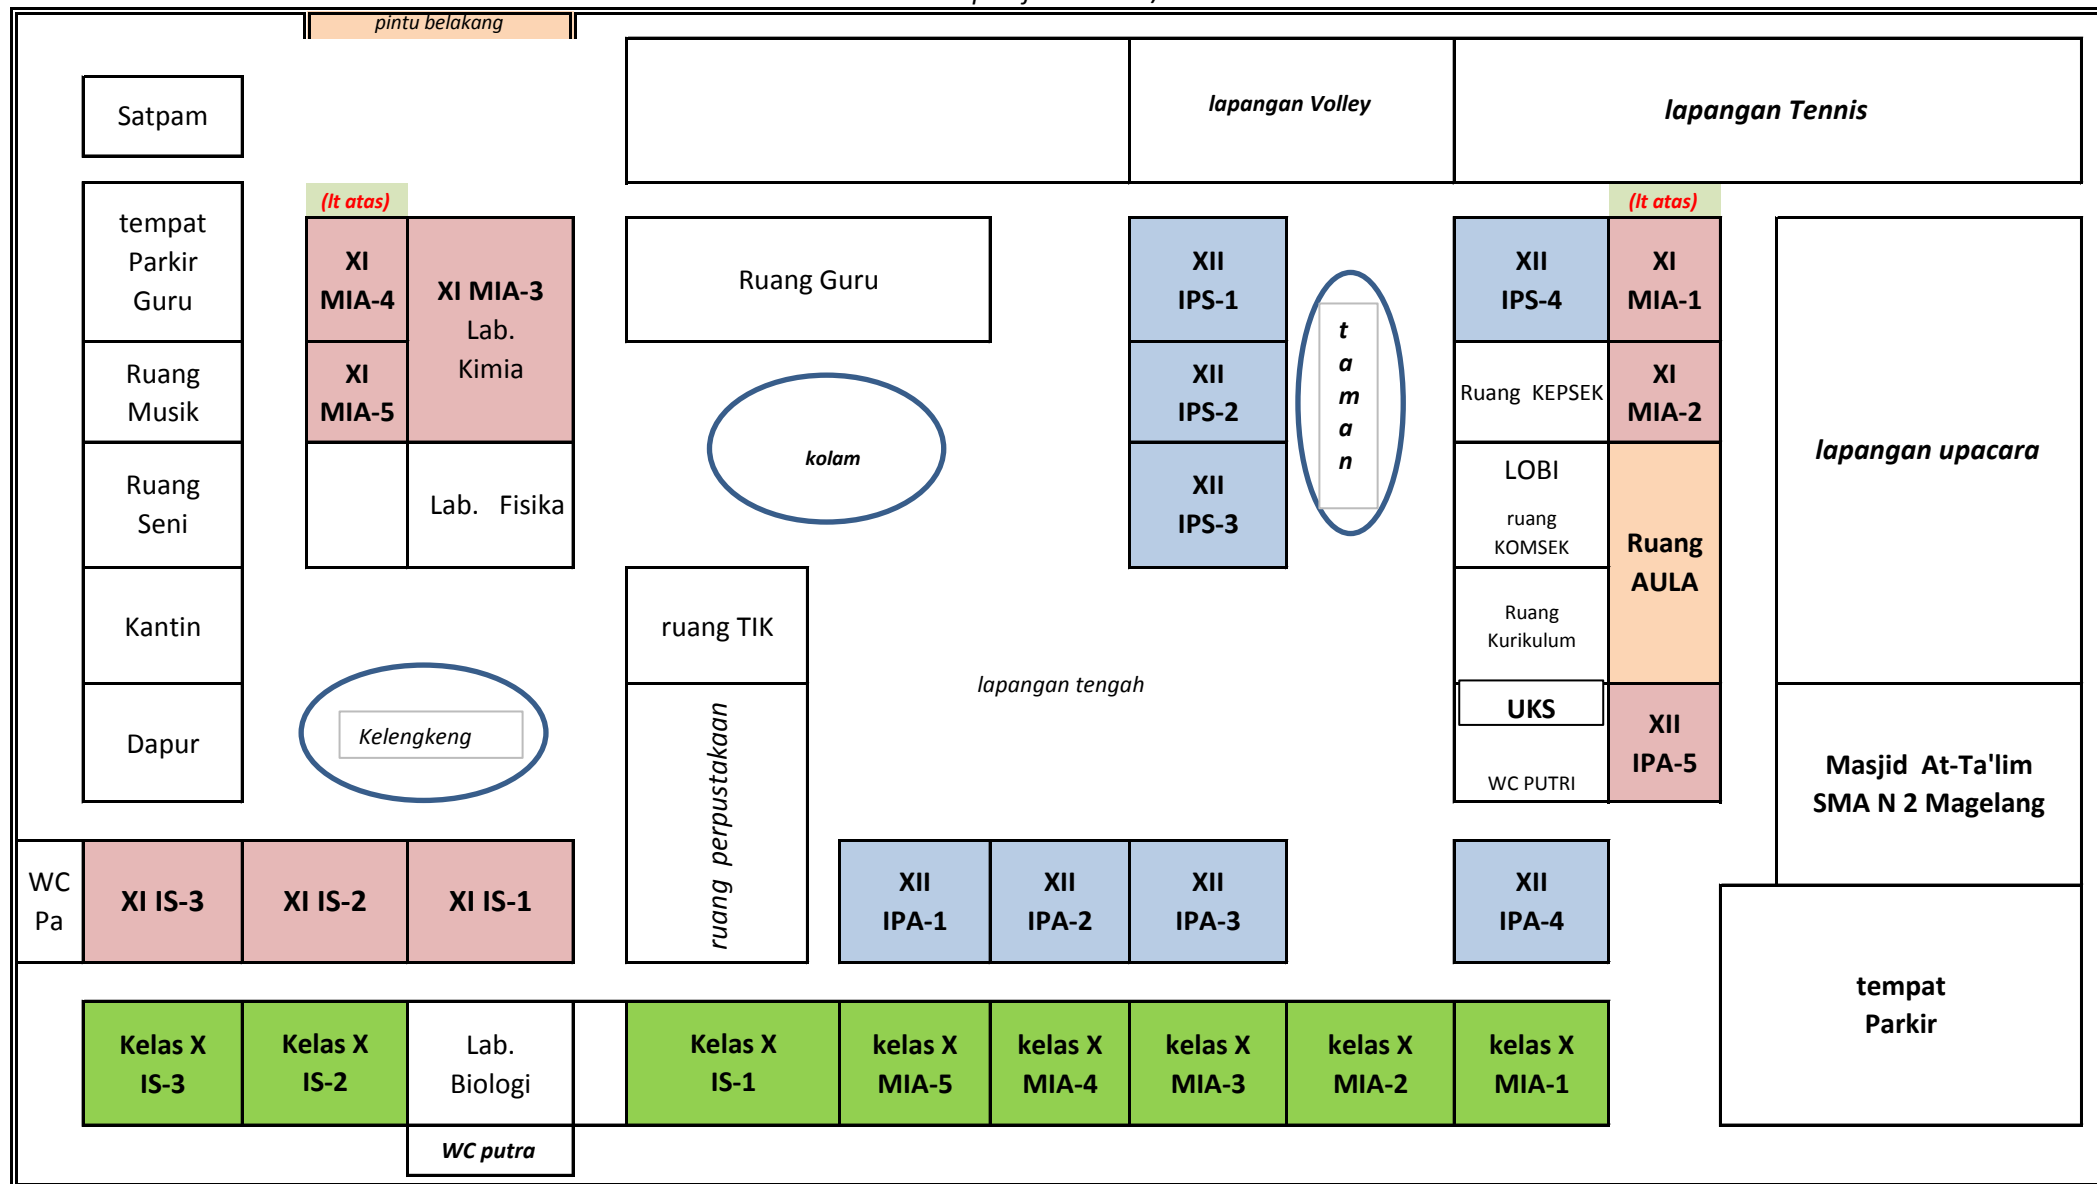 pintu belakang
Satpam
lapangan Volley
lapangan Tennis
(lt atas)
(lt atas)
tempat
Parkir
Guru
XI
MIA-4
XI MIA-3
Lab.
Kimia
Ruang Guru
XII
IPS-1
t
a
m
a
n
XII
IPS-4
XI
MIA-1
Ruang
Musik
XI
MIA-5
XII
IPS-2
Ruang KEPSEK
XI
MIA-2
lapangan upacara
Ruang
Seni
Lab. Fisika
kolam
XII
IPS-3
LOBI
ruang
KOMSEK
Ruang
AULA
Kantin
ruang TIK
Ruang
Kurikulum
lapangan tengah
Dapur
Kelengkeng
ruang perpustakaan
UKS
WC PUTRI
XII
IPA-5
Masjid At-Ta'lim
SMA N 2 Magelang
WC
Pa
XI IS-3
XI IS-2
XI IS-1
XII
IPA-1
XII
IPA-2
XII
IPA-3
XII
IPA-4
tempat
Parkir
Kelas X
IS-3
Kelas X
IS-2
Lab.
Biologi
Kelas X
IS-1
kelas X
MIA-5
kelas X
MIA-4
kelas X
MIA-3
kelas X
MIA-2
kelas X
MIA-1
WC putra